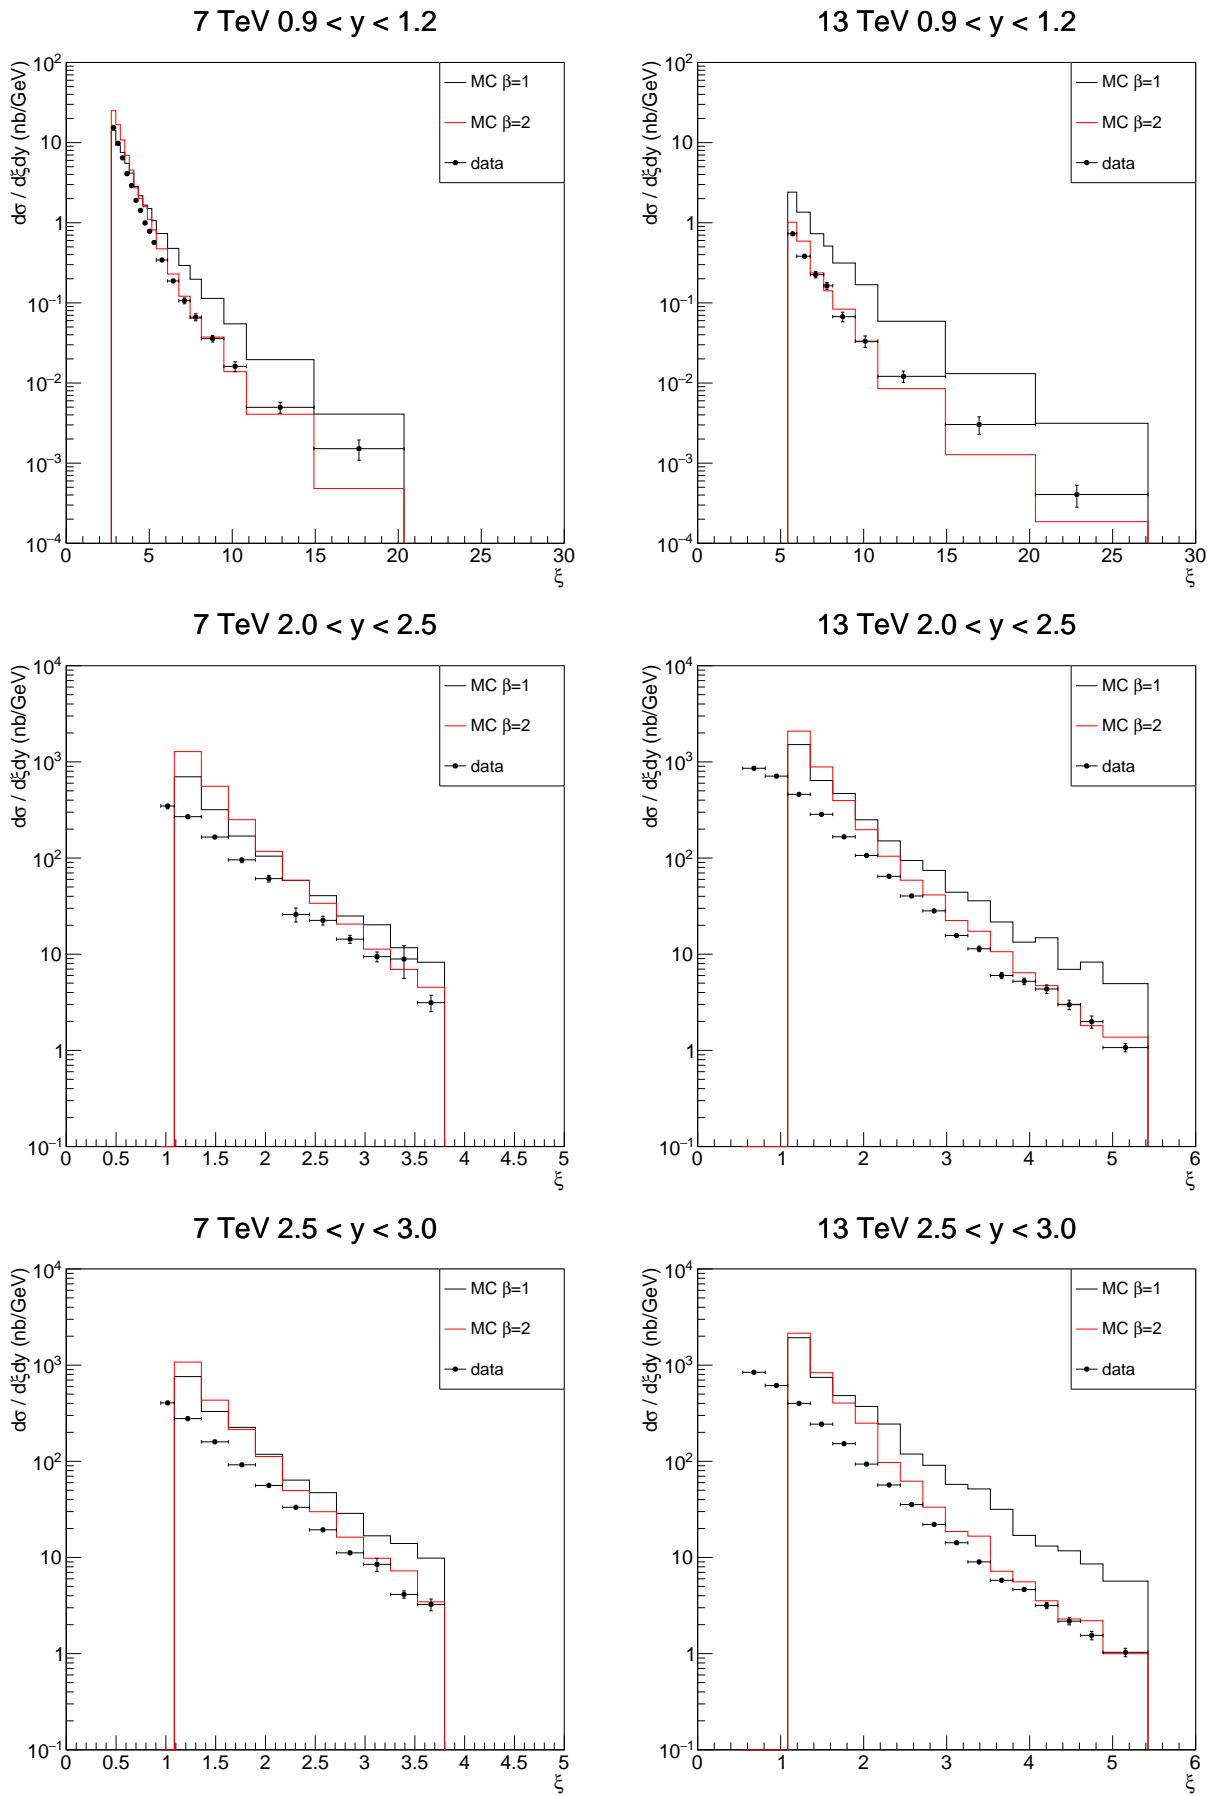 7 TeV 0.9 < y < 1.2
dσ / dξdy (nb/GeV)
10²
10
1
10⁻¹
10⁻²
10⁻³
10⁻⁴
MC β=1
MC β=2
data
0 5 10 15 20 25 30
ξ
13 TeV 0.9 < y < 1.2
dσ / dξdy (nb/GeV)
10²
10
1
10⁻¹
10⁻²
10⁻³
10⁻⁴
MC β=1
MC β=2
data
0 5 10 15 20 25 30
ξ
7 TeV 2.0 < y < 2.5
dσ / dξdy (nb/GeV)
10⁴
10³
10²
10
1
10⁻¹
MC β=1
MC β=2
data
0 0.5 1 1.5 2 2.5 3 3.5 4 4.5 5
ξ
13 TeV 2.0 < y < 2.5
dσ / dξdy (nb/GeV)
10⁴
10³
10²
10
1
10⁻¹
MC β=1
MC β=2
data
0 1 2 3 4 5 6
ξ
7 TeV 2.5 < y < 3.0
dσ / dξdy (nb/GeV)
10⁴
10³
10²
10
1
10⁻¹
MC β=1
MC β=2
data
0 0.5 1 1.5 2 2.5 3 3.5 4 4.5 5
ξ
13 TeV 2.5 < y < 3.0
dσ / dξdy (nb/GeV)
10⁴
10³
10²
10
1
10⁻¹
MC β=1
MC β=2
data
0 1 2 3 4 5 6
ξ